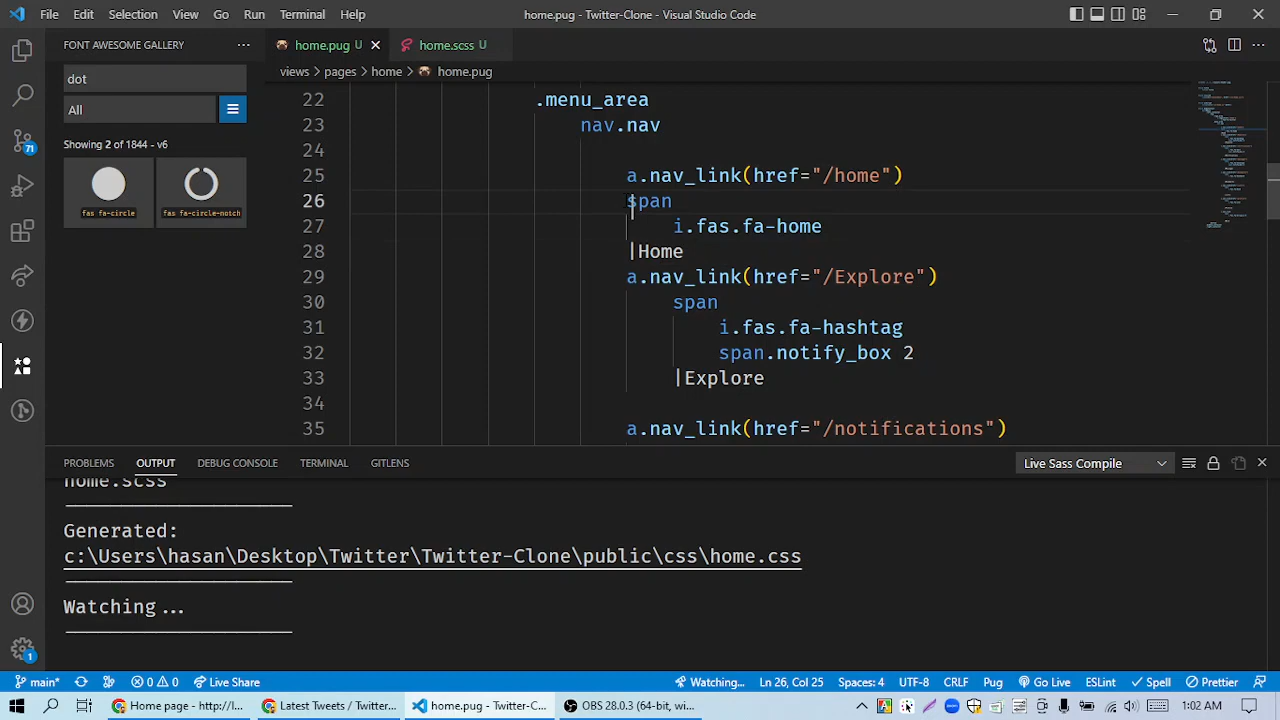 File Edit Selection View Go Run Terminal Help
home.pug - Twitter-Clone - Visual Studio Code
FONT AWESOME GALLERY
dot
All
Showing 2 of 1844 - v6
fas fa-circle
fas fa-circle-notch
71
1
home.pug U
home.scss U
views > pages > home > home.pug
22 .menu_area
23 nav.nav
24
25 a.nav_link(href="/home")
26 span
27 i.fas.fa-home
28 |Home
29 a.nav_link(href="/Explore")
30 span
31 i.fas.fa-hashtag
32 span.notify_box 2
33 |Explore
34
35 a.nav_link(href="/notifications")
PROBLEMS OUTPUT DEBUG CONSOLE TERMINAL GITLENS
Live Sass Compile
home.scss
Generated:
c:\Users\hasan\Desktop\Twitter\Twitter-Clone\public\css\home.css
Watching...
main* 0 0 Live Share
Watching... Ln 26, Col 25 Spaces: 4 UTF-8 CRLF Pug Go Live ESLint Spell Prettier
Home page - http://l...
Latest Tweets / Twitter...
home.pug - Twitter-C...
OBS 28.0.3 (64-bit, wi...
1:02 AM